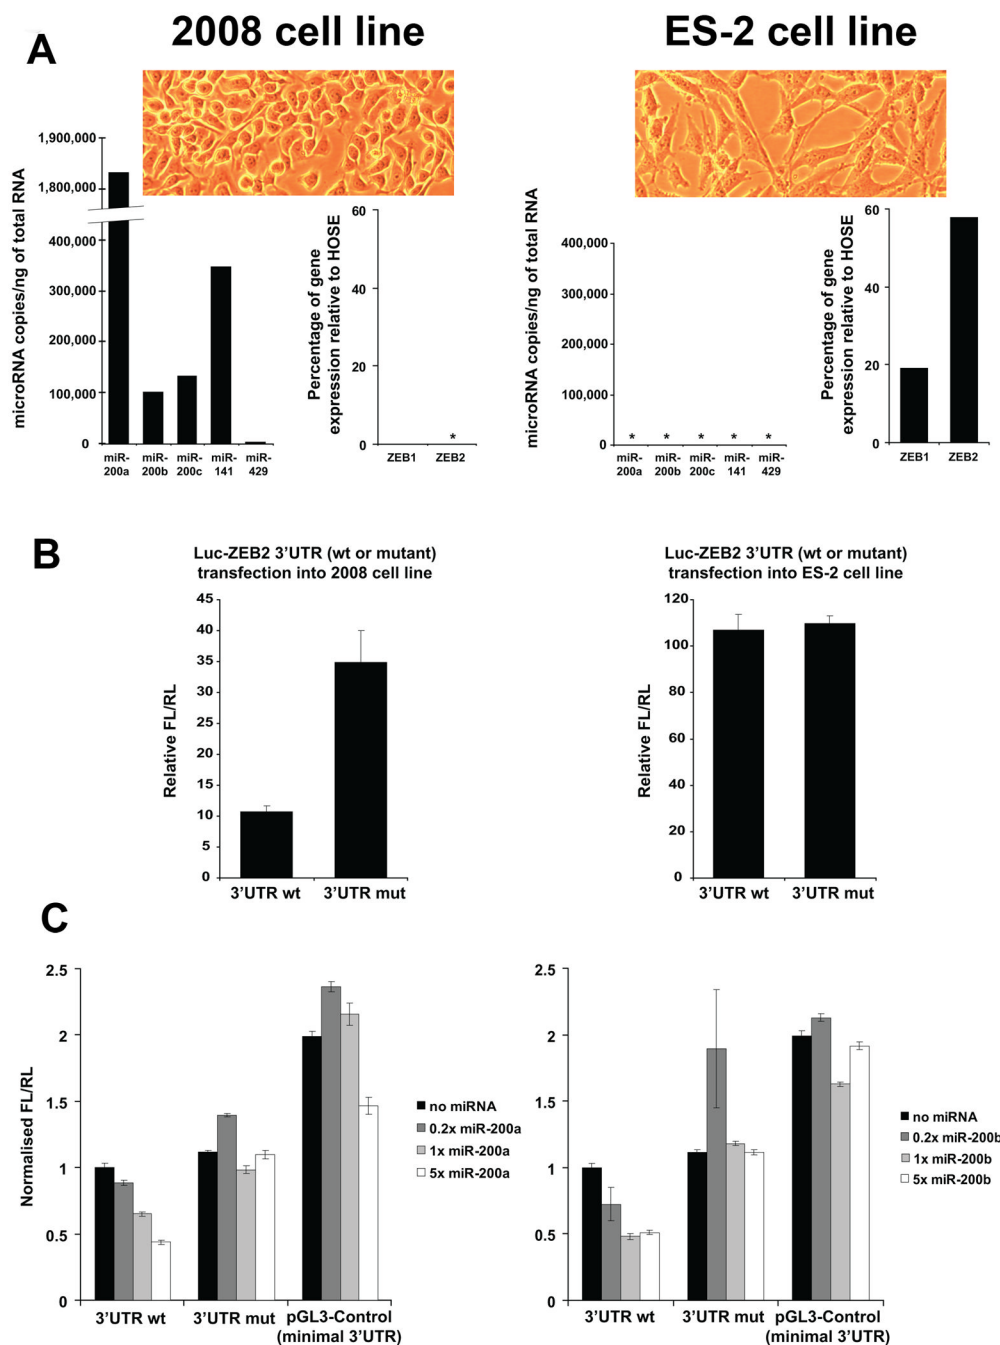 2008 cell line
ES-2 cell line
A
microRNA copies/ng of total RNA
1,900,000
1,800,000
400,000
300,000
200,000
100,000
0
miR-200a
miR-200b
miR-200c
miR-141
miR-429
Percentage of gene
expression relative to HOSE
60
40
20
0
*
ZEB1
ZEB2
microRNA copies/ng of total RNA
400,000
300,000
200,000
100,000
0
* * * * *
miR-200a
miR-200b
miR-200c
miR-141
miR-429
Percentage of gene
expression relative to HOSE
60
40
20
0
ZEB1
ZEB2
B
Luc-ZEB2 3'UTR (wt or mutant)
transfection into 2008 cell line
Relative FL/RL
45
40
35
30
25
20
15
10
5
0
3'UTR wt
3'UTR mut
Luc-ZEB2 3'UTR (wt or mutant)
transfection into ES-2 cell line
Relative FL/RL
120
100
80
60
40
20
0
3'UTR wt
3'UTR mut
C
Normalised FL/RL
2.5
2
1.5
1
0.5
0
3'UTR wt
3'UTR mut
pGL3-Control
(minimal 3'UTR)
no miRNA
0.2x miR-200a
1x miR-200a
5x miR-200a
2.5
2
1.5
1
0.5
0
3'UTR wt
3'UTR mut
pGL3-Control
(minimal 3'UTR)
no miRNA
0.2x miR-200b
1x miR-200b
5x miR-200b